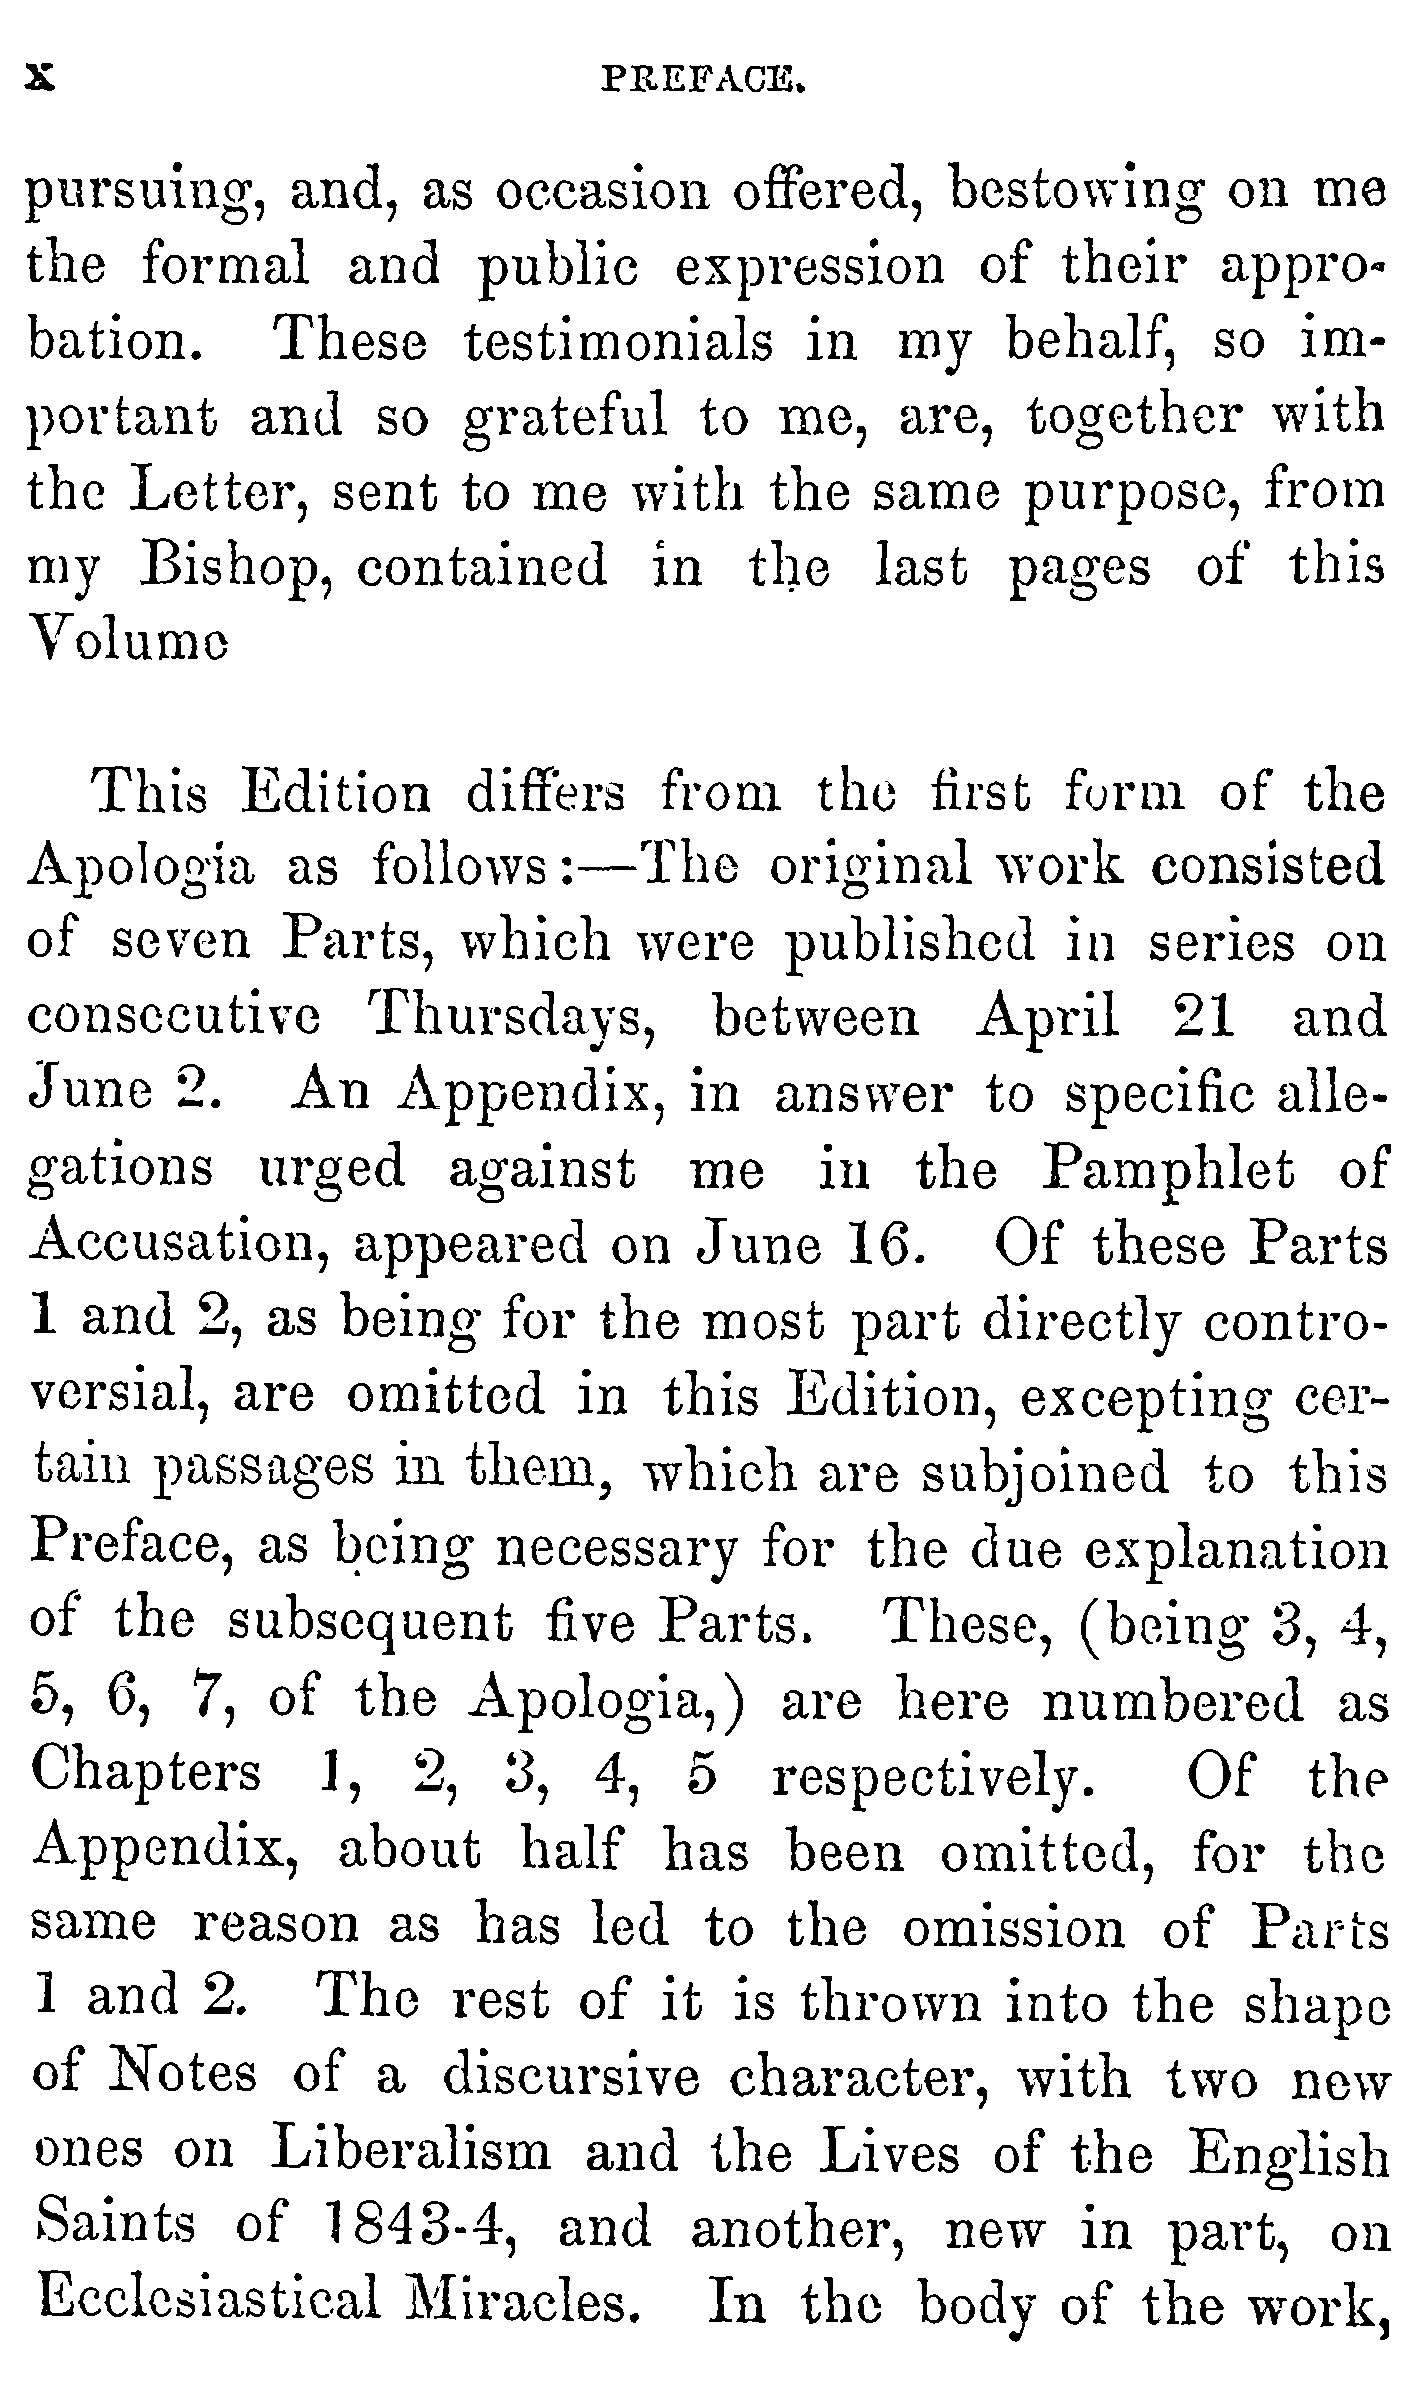 x PREFACE.
pursuing, and, as occasion offered, bestowing on me
the formal and public expression of their appro-
bation. These testimonials in my behalf, so im-
portant and so grateful to me, are, together with
the Letter, sent to me with the same purpose, from
my Bishop, contained in the last pages of this
Volume
This Edition differs from the first form of the
Apologia as follows:—The original work consisted
of seven Parts, which were published in series on
consecutive Thursdays, between April 21 and
June 2. An Appendix, in answer to specific alle-
gations urged against me in the Pamphlet of
Accusation, appeared on June 16. Of these Parts
1 and 2, as being for the most part directly contro-
versial, are omitted in this Edition, excepting cer-
tain passages in them, which are subjoined to this
Preface, as being necessary for the due explanation
of the subsequent five Parts. These, (being 3, 4,
5, 6, 7, of the Apologia,) are here numbered as
Chapters 1, 2, 3, 4, 5 respectively. Of the
Appendix, about half has been omitted, for the
same reason as has led to the omission of Parts
1 and 2. The rest of it is thrown into the shape
of Notes of a discursive character, with two new
ones on Liberalism and the Lives of the English
Saints of 1843-4, and another, new in part, on
Ecclesiastical Miracles. In the body of the work,